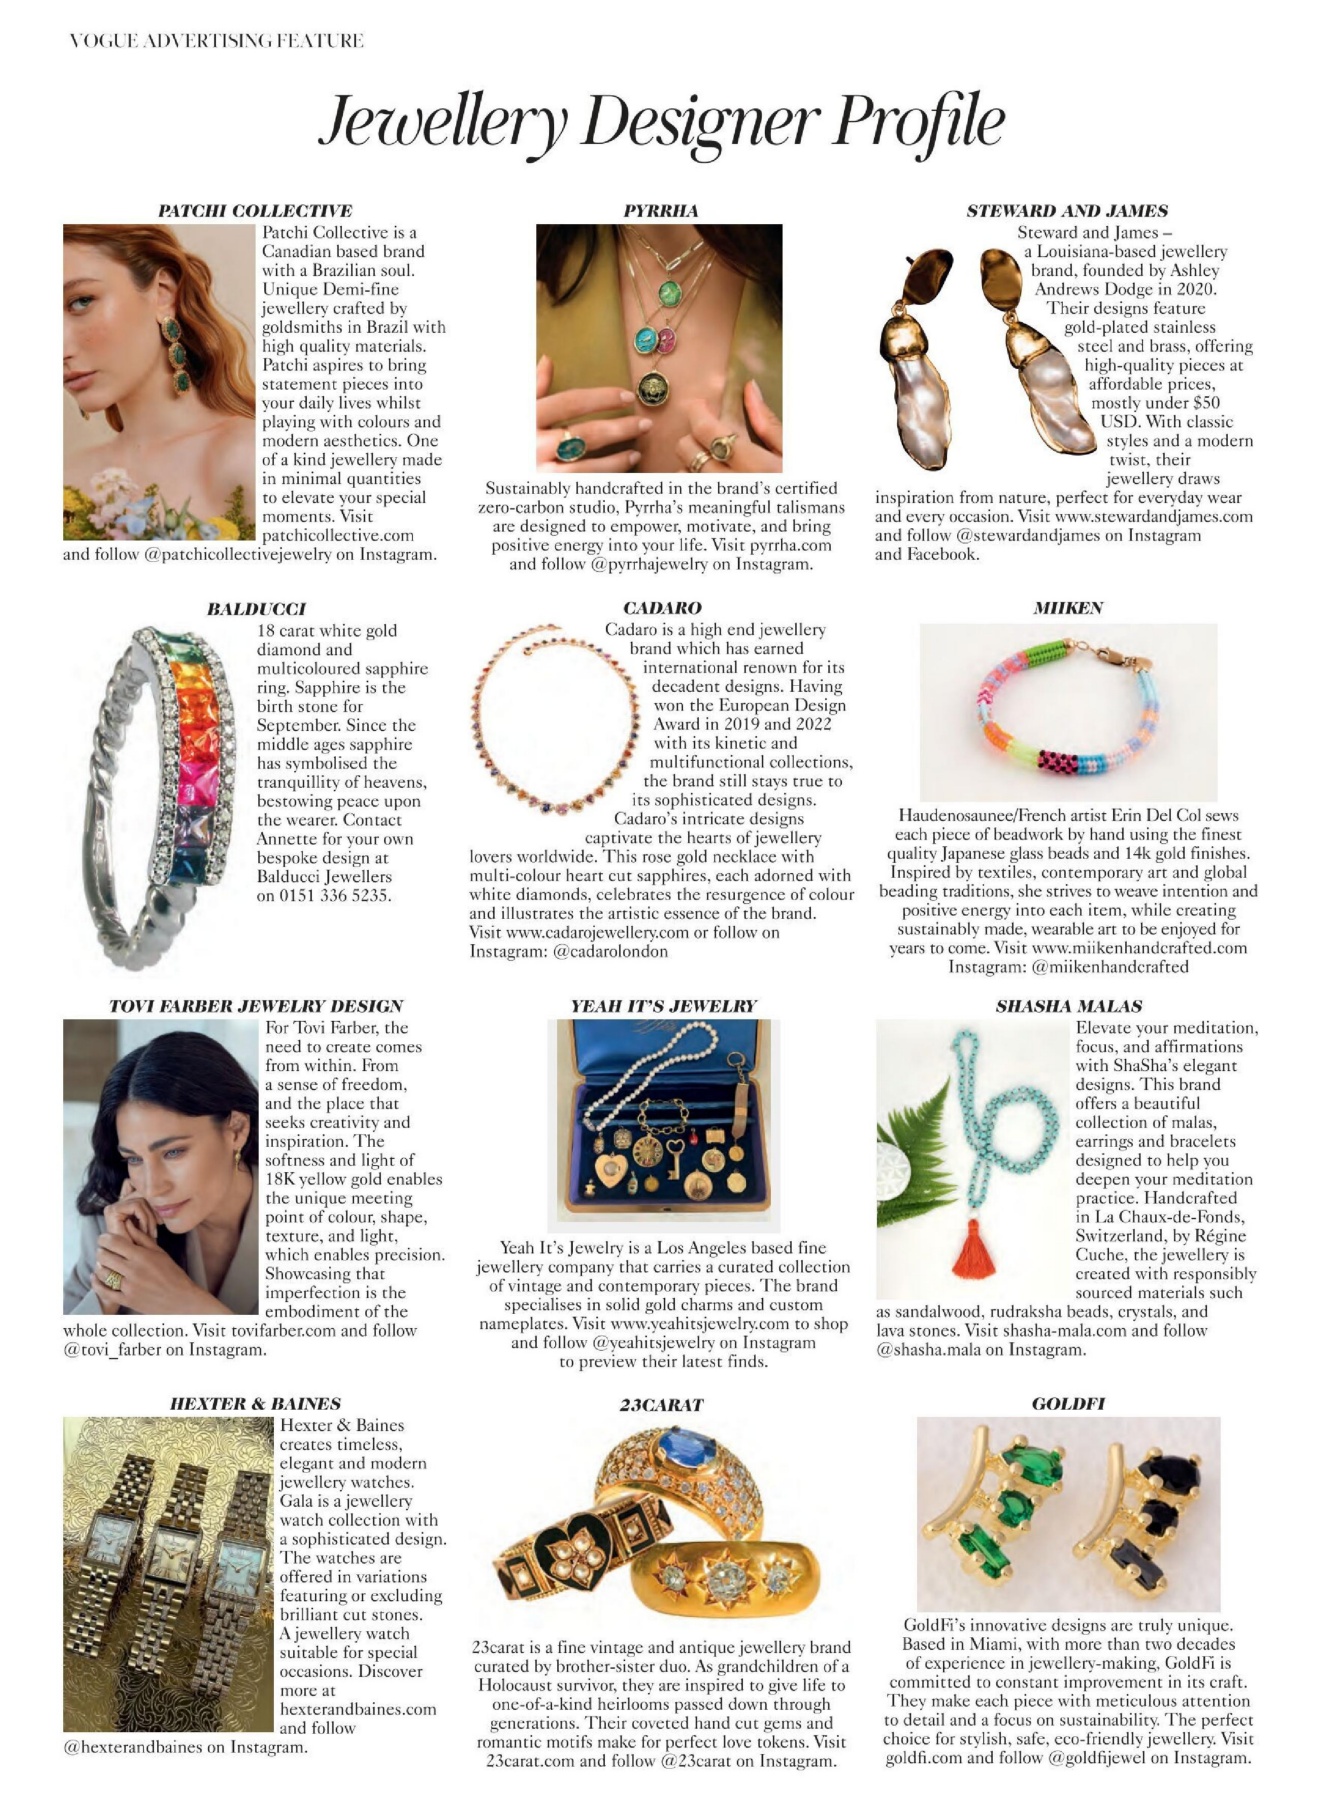 VOGUE ADVERTISING FEATURE
Jewellery Designer Profile
PATCHI COLLECTIVE
Patchi Collective is a
Canadian based brand
with a Brazilian soul.
Unique Demi-fine
jewellery crafted by
goldsmiths in Brazil with
high quality materials.
Patchi aspires to bring
statement pieces into
your daily lives whilst
playing with colours and
modern aesthetics. One
of a kind jewellery made
in minimal quantities
to elevate your special
moments. Visit
patchicollective.com
and follow @patchicollectivejewelry on Instagram.
PYRRHA
Sustainably handcrafted in the brand's certified
zero-carbon studio, Pyrrha's meaningful talismans
are designed to empower, motivate, and bring
positive energy into your life. Visit pyrrha.com
and follow @pyrrhajewelry on Instagram.
STEWARD AND JAMES
Steward and James –
a Louisiana-based jewellery
brand, founded by Ashley
Andrews Dodge in 2020.
Their designs feature
gold-plated stainless
steel and brass, offering
high-quality pieces at
affordable prices,
mostly under $50
USD. With classic
styles and a modern
twist, their
jewellery draws
inspiration from nature, perfect for everyday wear
and every occasion. Visit www.stewardandjames.com
and follow @stewardandjames on Instagram
and Facebook.
BALDUCCI
18 carat white gold
diamond and
multicoloured sapphire
ring. Sapphire is the
birth stone for
September. Since the
middle ages sapphire
has symbolised the
tranquillity of heavens,
bestowing peace upon
the wearer. Contact
Annette for your own
bespoke design at
Balducci Jewellers
on 0151 336 5235.
CADARO
Cadaro is a high end jewellery
brand which has earned
international renown for its
decadent designs. Having
won the European Design
Award in 2019 and 2022
with its kinetic and
multifunctional collections,
the brand still stays true to
its sophisticated designs.
Cadaro's intricate designs
captivate the hearts of jewellery
lovers worldwide. This rose gold necklace with
multi-colour heart cut sapphires, each adorned with
white diamonds, celebrates the resurgence of colour
and illustrates the artistic essence of the brand.
Visit www.cadarojewellery.com or follow on
Instagram: @cadarolondon
MIIKEN
Haudenosaunee/French artist Erin Del Col sews
each piece of beadwork by hand using the finest
quality Japanese glass beads and 14k gold finishes.
Inspired by textiles, contemporary art and global
beading traditions, she strives to weave intention and
positive energy into each item, while creating
sustainably made, wearable art to be enjoyed for
years to come. Visit www.miikenhandcrafted.com
Instagram: @miikenhandcrafted
TOVI FARBER JEWELRY DESIGN
For Tovi Farber, the
need to create comes
from within. From
a sense of freedom,
and the place that
seeks creativity and
inspiration. The
softness and light of
18K yellow gold enables
the unique meeting
point of colour, shape,
texture, and light,
which enables precision.
Showcasing that
imperfection is the
embodiment of the
whole collection. Visit tovifarber.com and follow
@tovi_farber on Instagram.
YEAH IT'S JEWELRY
Yeah It's Jewelry is a Los Angeles based fine
jewellery company that carries a curated collection
of vintage and contemporary pieces. The brand
specialises in solid gold charms and custom
nameplates. Visit www.yeahitsjewelry.com to shop
and follow @yeahitsjewelry on Instagram
to preview their latest finds.
SHASHA MALAS
Elevate your meditation,
focus, and affirmations
with ShaSha's elegant
designs. This brand
offers a beautiful
collection of malas,
earrings and bracelets
designed to help you
deepen your meditation
practice. Handcrafted
in La Chaux-de-Fonds,
Switzerland, by Régine
Cuche, the jewellery is
created with responsibly
sourced materials such
as sandalwood, rudraksha beads, crystals, and
lava stones. Visit shasha-mala.com and follow
@shasha.mala on Instagram.
HEXTER & BAINES
Hexter & Baines
creates timeless,
elegant and modern
jewellery watches.
Gala is a jewellery
watch collection with
a sophisticated design.
The watches are
offered in variations
featuring or excluding
brilliant cut stones.
A jewellery watch
suitable for special
occasions. Discover
more at
hexterandbaines.com
and follow
@hexterandbaines on Instagram.
23CARAT
23carat is a fine vintage and antique jewellery brand
curated by brother-sister duo. As grandchildren of a
Holocaust survivor, they are inspired to give life to
one-of-a-kind heirlooms passed down through
generations. Their coveted hand cut gems and
romantic motifs make for perfect love tokens. Visit
23carat.com and follow @23carat on Instagram.
GOLDFI
GoldFi's innovative designs are truly unique.
Based in Miami, with more than two decades
of experience in jewellery-making, GoldFi is
committed to constant improvement in its craft.
They make each piece with meticulous attention
to detail and a focus on sustainability. The perfect
choice for stylish, safe, eco-friendly jewellery. Visit
goldfi.com and follow @goldfijewel on Instagram.